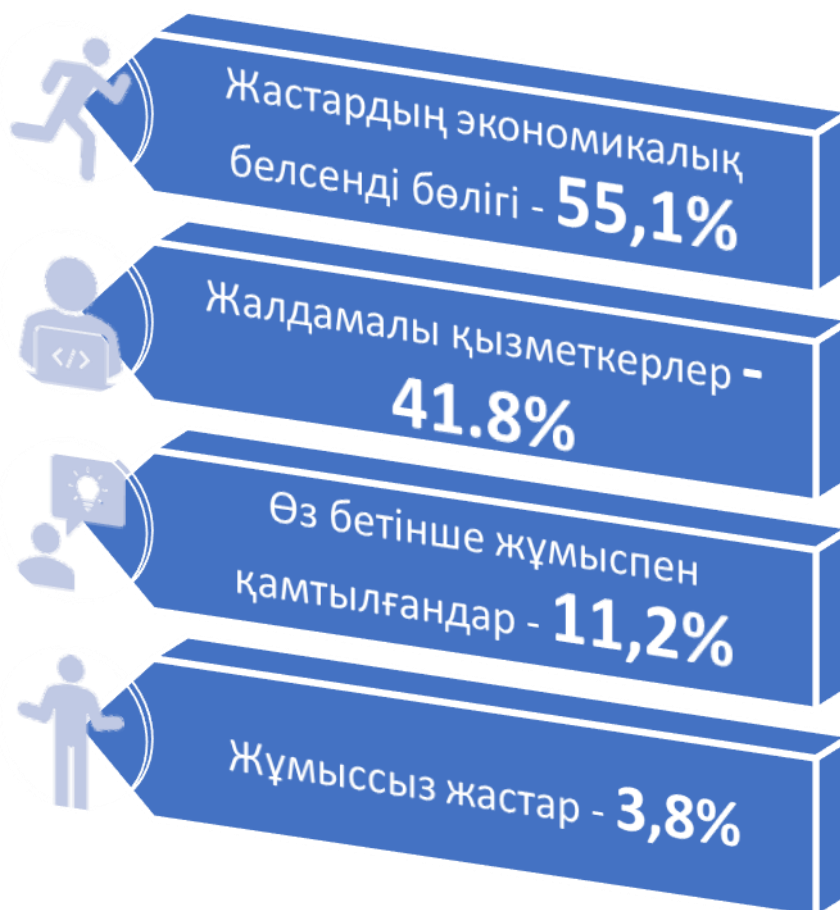 Жастардың экономикалық
белсенді бөлігі - 55,1%
</>
Жалдамалы қызметкерлер –
41.8%
Өз бетінше жұмыспен
қамтылғандар - 11,2%
Жұмыссыз жастар - 3,8%